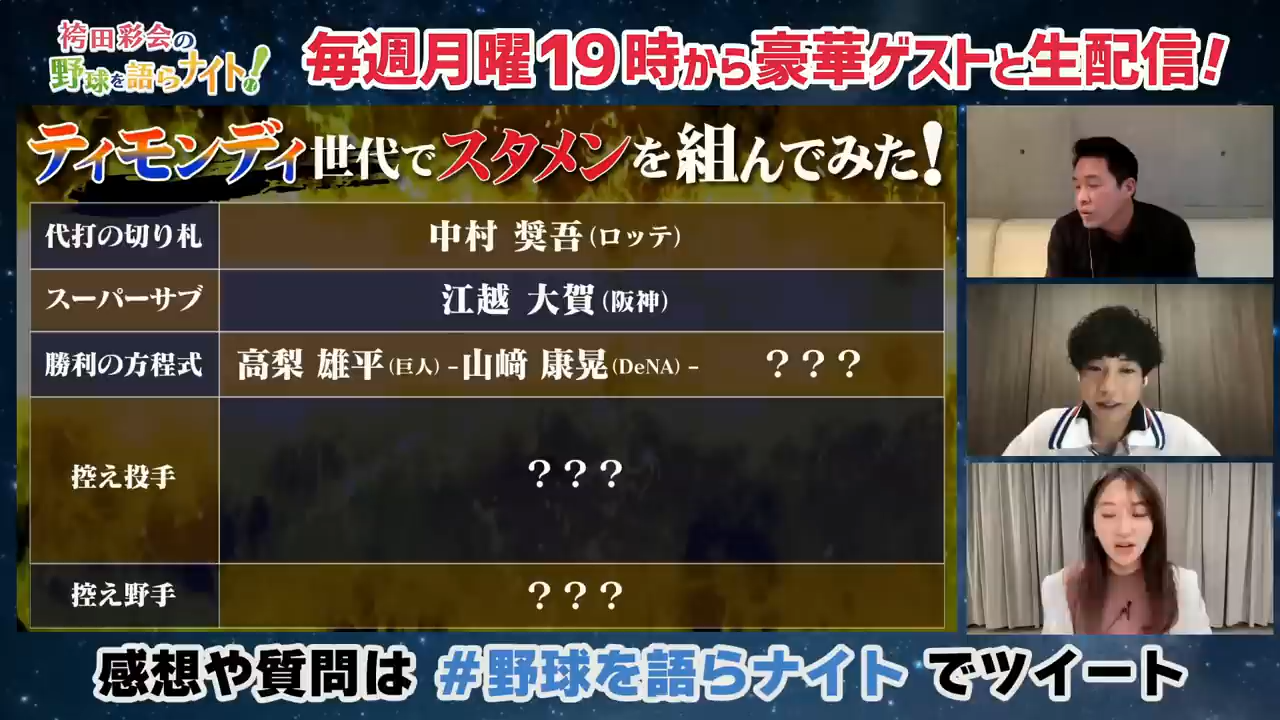 袴田彩会の
野球を語らナイト!
毎週月曜19時から豪華ゲストと生配信!
ティモンディ世代でスタメンを組んでみた!
代打の切り札 中村 奨吾(ロッテ)
スーパーサブ 江越 大賀(阪神)
勝利の方程式 高梨 雄平(巨人)-山﨑 康晃(DeNA)- ???
控え投手 ???
控え野手 ???
感想や質問は #野球を語らナイト でツイート